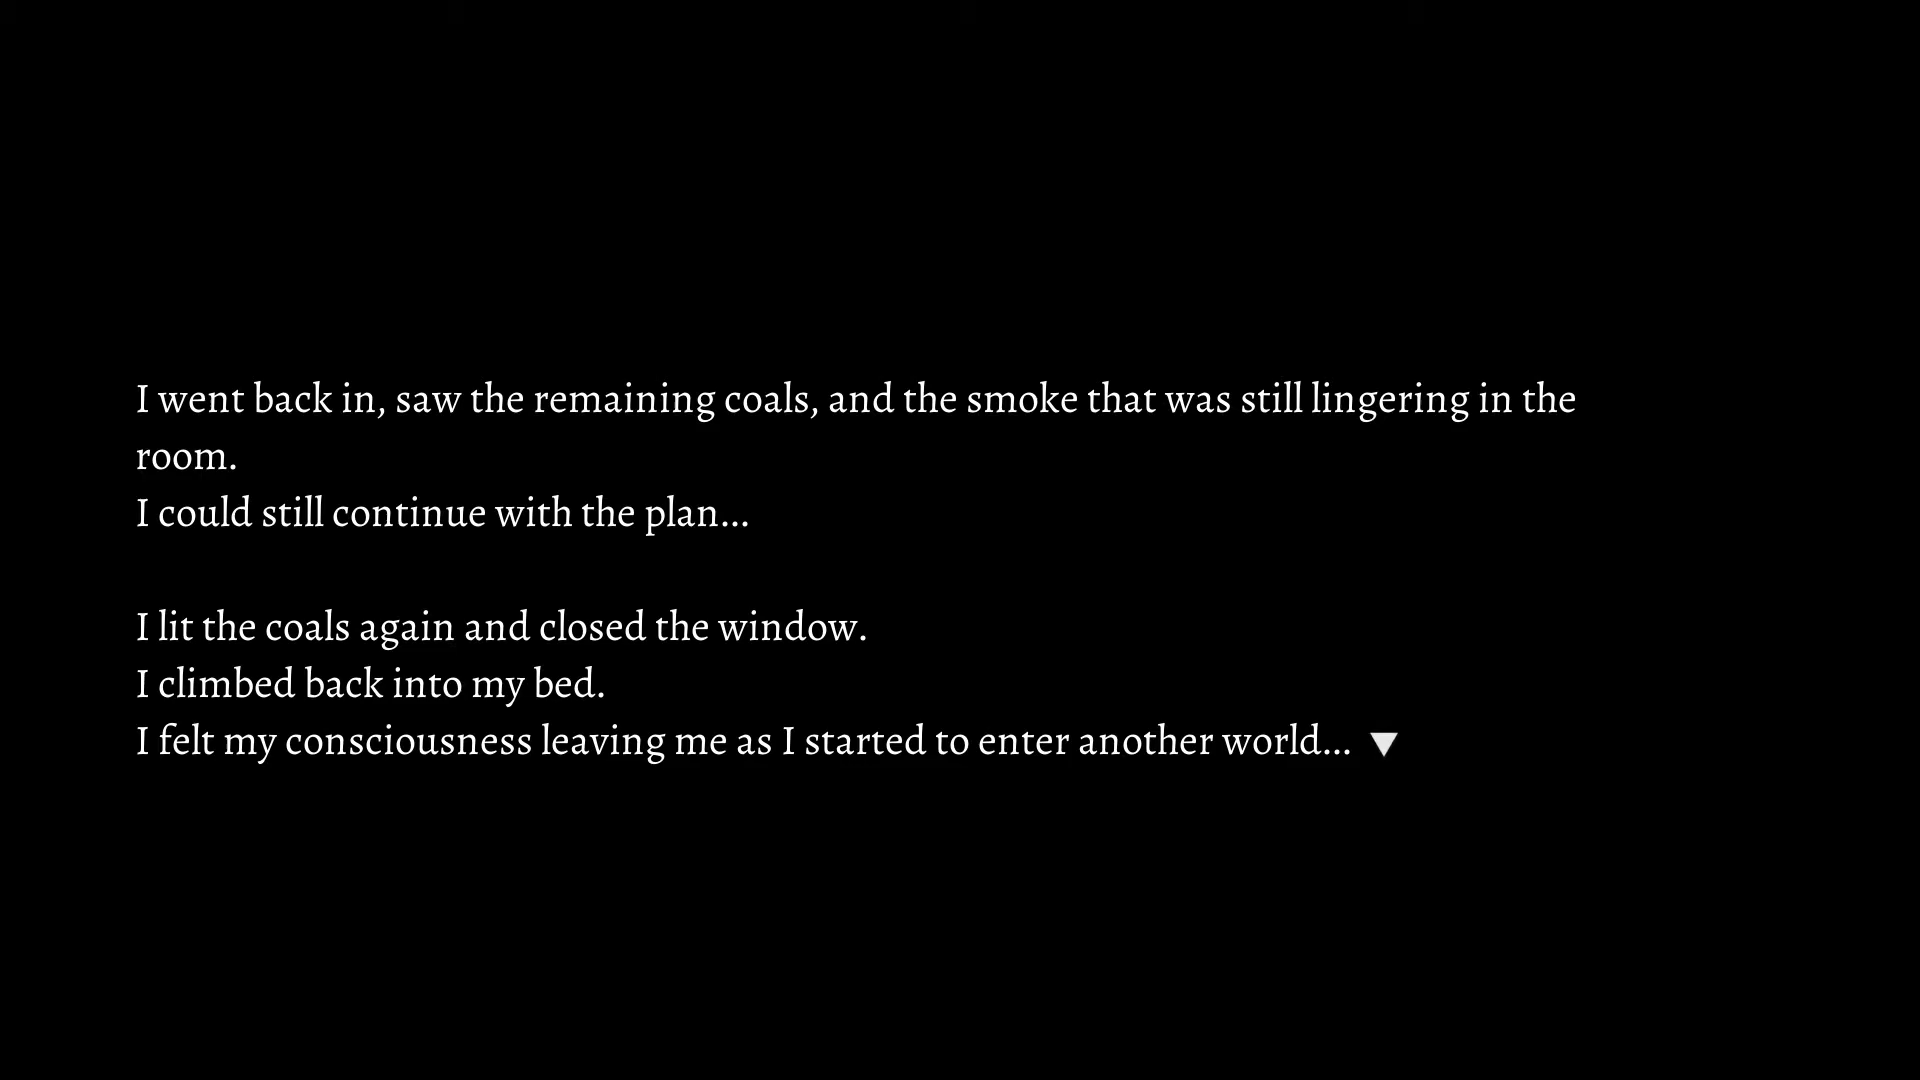 I went back in, saw the remaining coals, and the smoke that was still lingering in the
room.
I could still continue with the plan...
I lit the coals again and closed the window.
I climbed back into my bed.
I felt my consciousness leaving me as I started to enter another world...